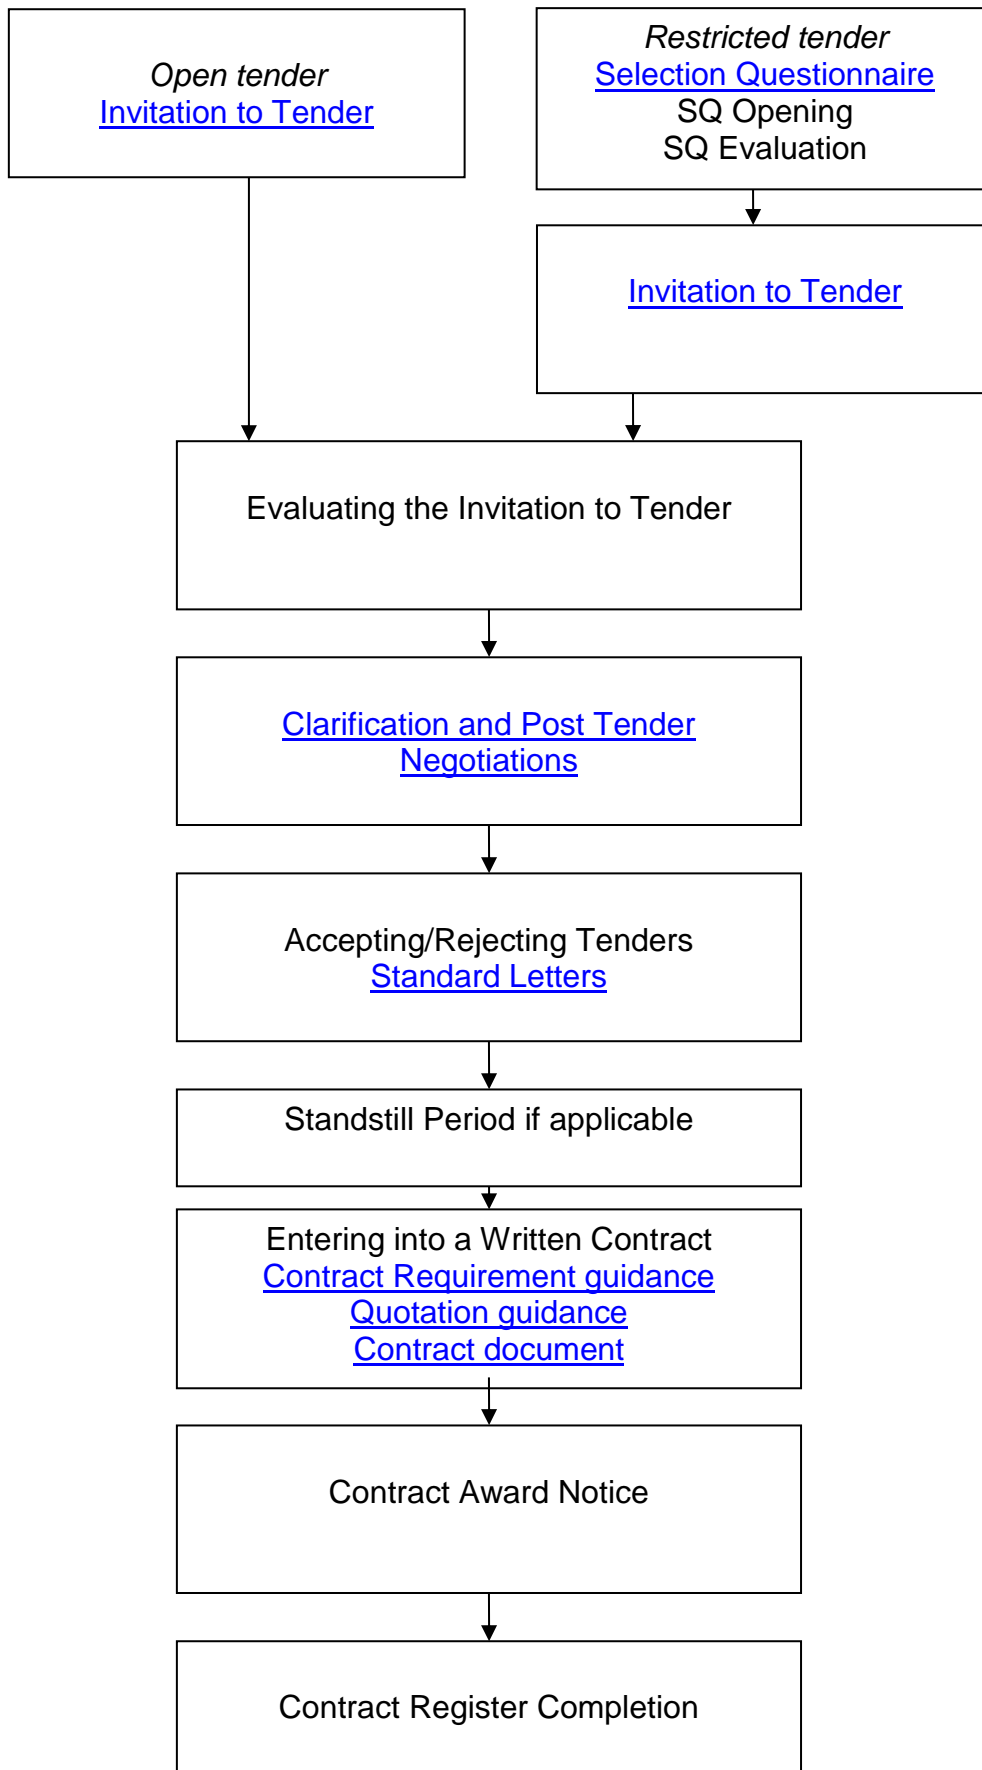 Open tender
Invitation to Tender
Restricted tender
Selection Questionnaire
SQ Opening
SQ Evaluation
Invitation to Tender
Evaluating the Invitation to Tender
Clarification and Post Tender
Negotiations
Accepting/Rejecting Tenders
Standard Letters
Standstill Period if applicable
Entering into a Written Contract
Contract Requirement guidance
Quotation guidance
Contract document
Contract Award Notice
Contract Register Completion